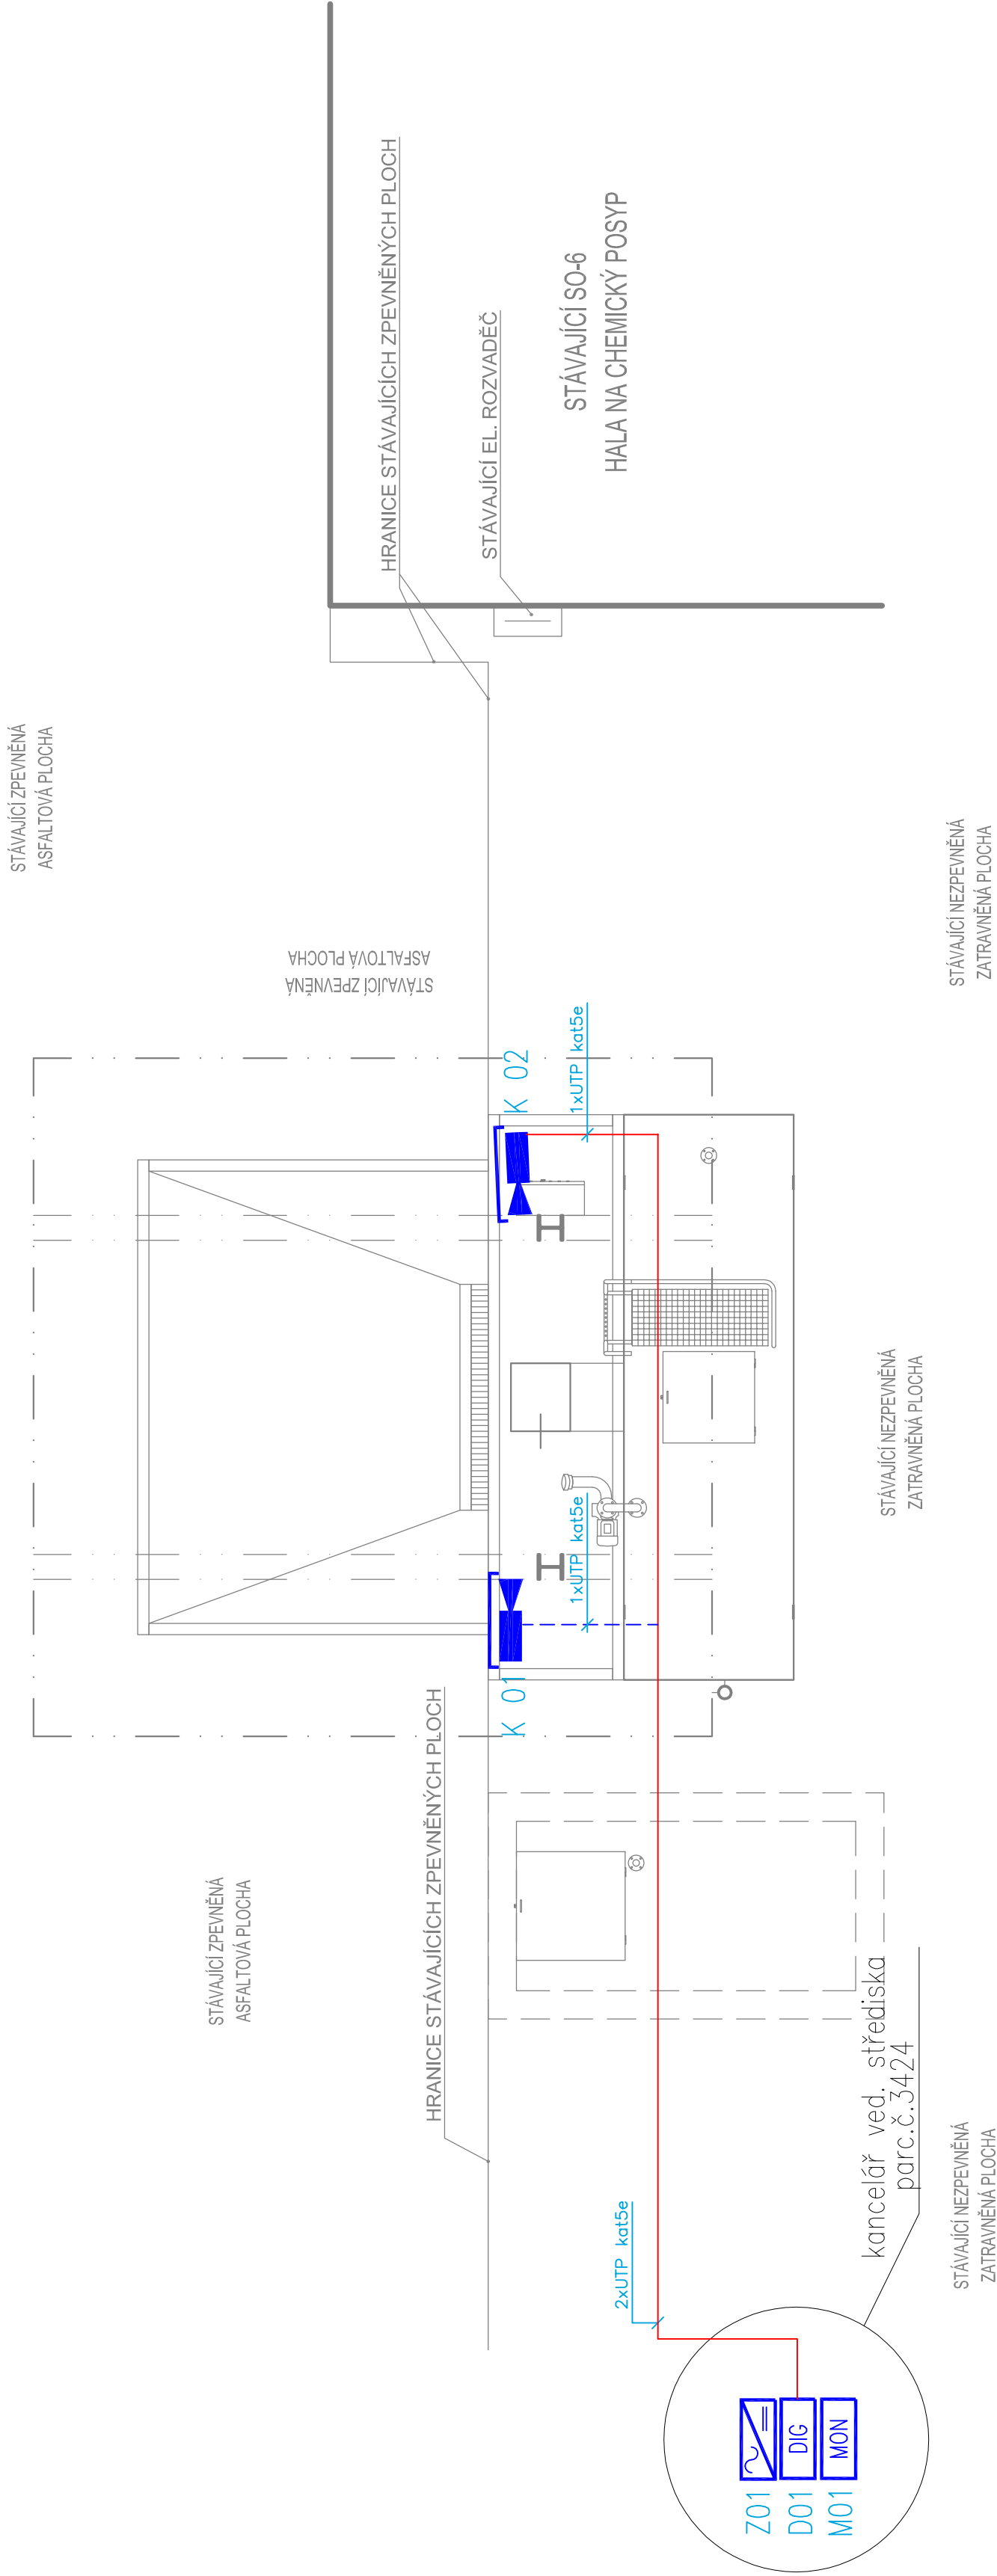 STÁVAJÍCÍ ZPEVNĚNÁ
ASFALTOVÁ PLOCHA
HRANICE STÁVAJÍCÍCH ZPEVNĚNÝCH PLOCH
STÁVAJÍCÍ EL. ROZVADĚČ
STÁVAJÍCÍ SO-6
HALA NA CHEMICKÝ POSYP
STÁVAJÍCÍ ZPEVNĚNÁ
ASFALTOVÁ PLOCHA
STÁVAJÍCÍ NEZPEVNĚNÁ
ZATRAVNĚNÁ PLOCHA
K 02
1xUTP kat5e
STÁVAJÍCÍ NEZPEVNĚNÁ
ZATRAVNĚNÁ PLOCHA
1xUTP kat5e
K 01
HRANICE STÁVAJÍCÍCH ZPEVNĚNÝCH PLOCH
STÁVAJÍCÍ ZPEVNĚNÁ
ASFALTOVÁ PLOCHA
kancelář ved. střediska
parc.č.3424
STÁVAJÍCÍ NEZPEVNĚNÁ
ZATRAVNĚNÁ PLOCHA
2xUTP kat5e
Z01
D01 DIG
M01 MON